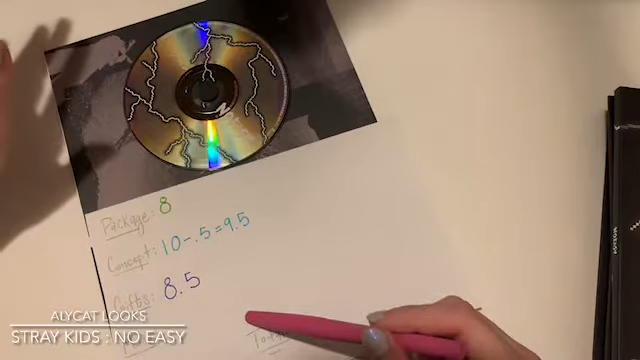 Package: 8
Concept: 10-.5=9.5
Gifts: 8.5
ALYCAT LOOKS
STRAY KIDS : NO EASY